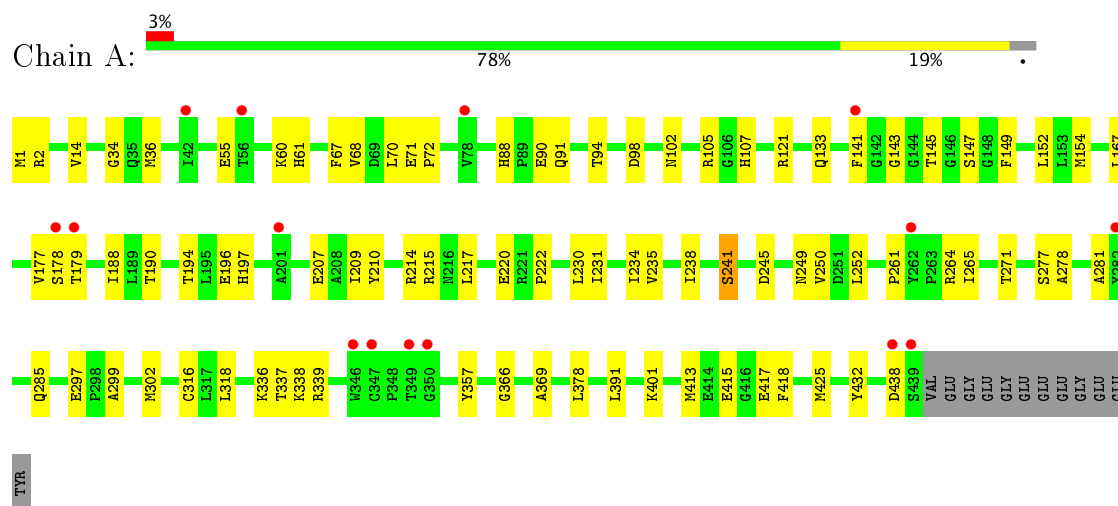 3%
Chain A:
78% 19% .
M1 R2 V14 G34 Q35 M36 I42 E55 T56 K60 H61 F67 V68 D69 L70 E71 P72 V78 H88 P89 E90 Q91 T94 D98 N102 R105 G106 H107 R121 Q133 F141 G142 G143 G144 T145 G146 S147 G148 F149 L152 L153 M154 L167
V177 S178 T179 I188 L189 T190 T194 L195 E196 H197 A201 E207 A208 I209 Y210 R214 R215 N216 L217 E220 R221 P222 L230 I231 I234 V235 I238 S241 D245 N249 V250 D251 L252 P261 Y262 P263 R264 I265 T271 S277 A278 A281 Y282
Q285 E297 P298 A299 M302 C316 L317 L318 K336 T337 K338 R339 W346 C347 P348 T349 G350 Y357 G366 A369 L378 L391 K401 M413 E414 E415 G416 E417 F418 M425 Y432 D438 S439 VAL GLU GLY GLU GLY GLU GLU GLU GLY GLU
TYR